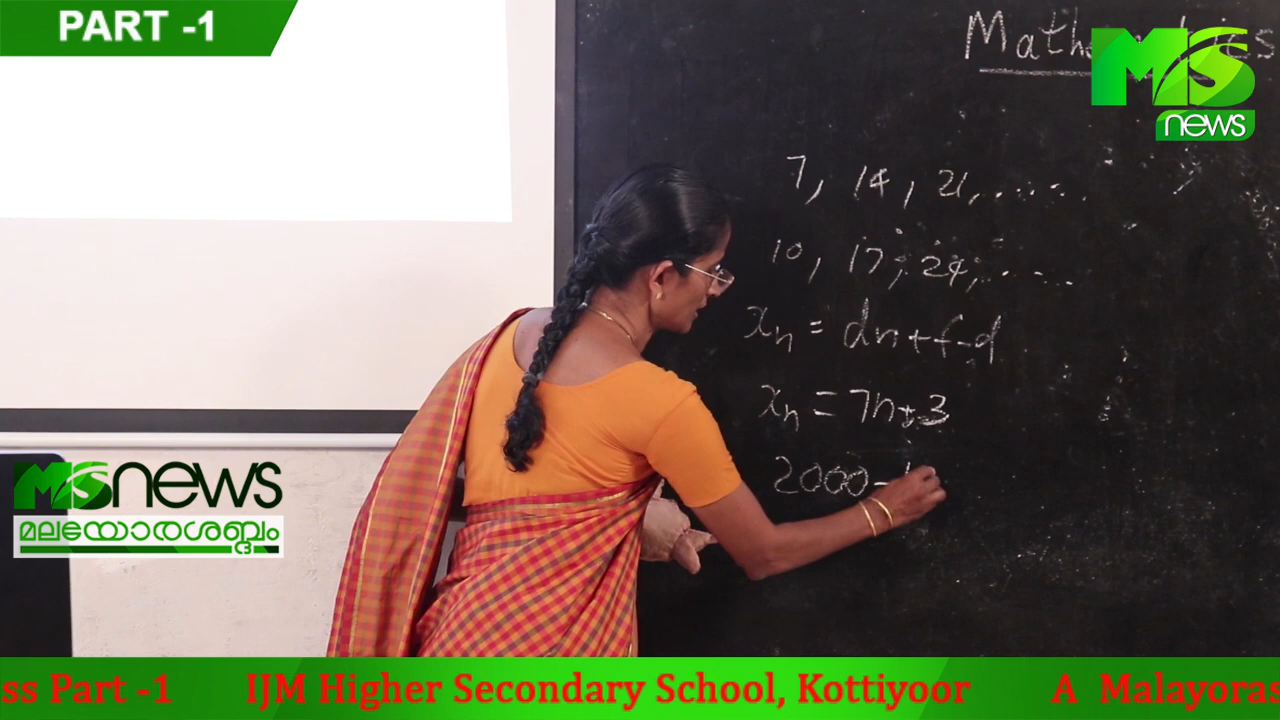 PART -1
Mathematics
MS
news
7, 14, 21, .....
10, 17, 24, .....
xₙ = dn + f - d
xₙ = 7n + 3
2000 -
MSnews
മലയോരശബ്ദം
ss Part -1 IJM Higher Secondary School, Kottiyoor A Malayoras